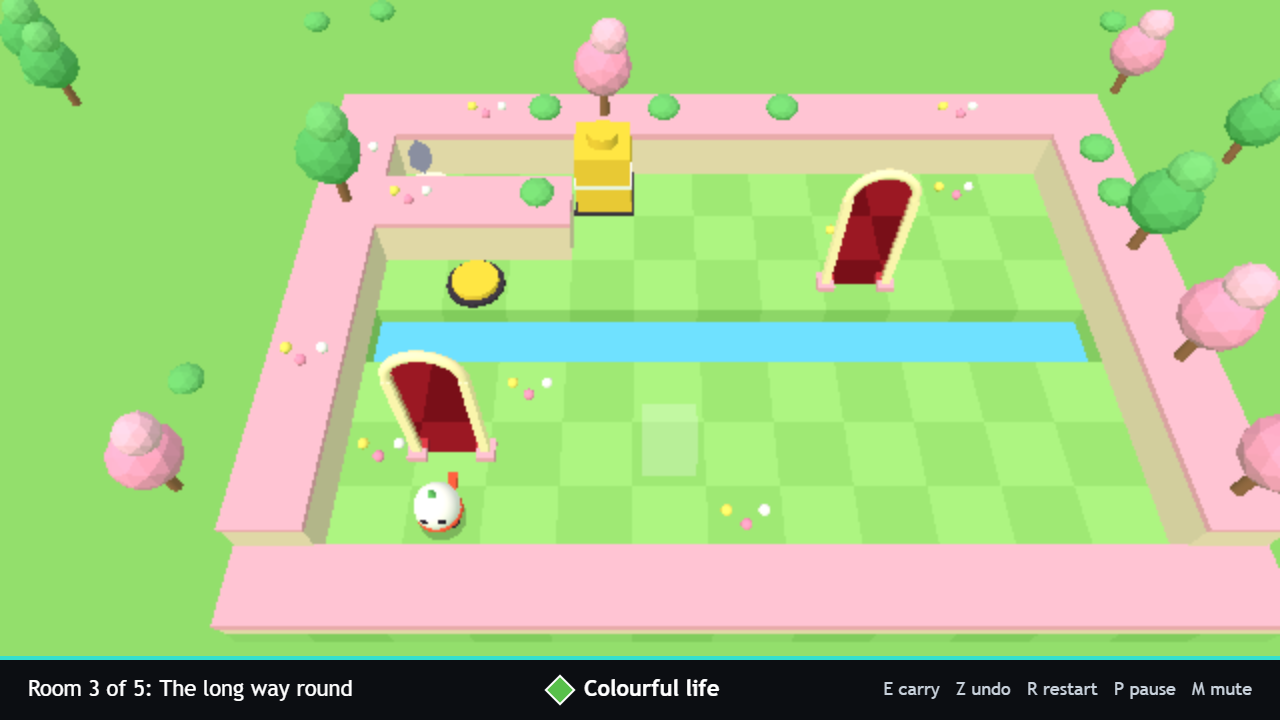 Room 3 of 5: The long way round
Colourful life
E carry Z undo R restart P pause M mute